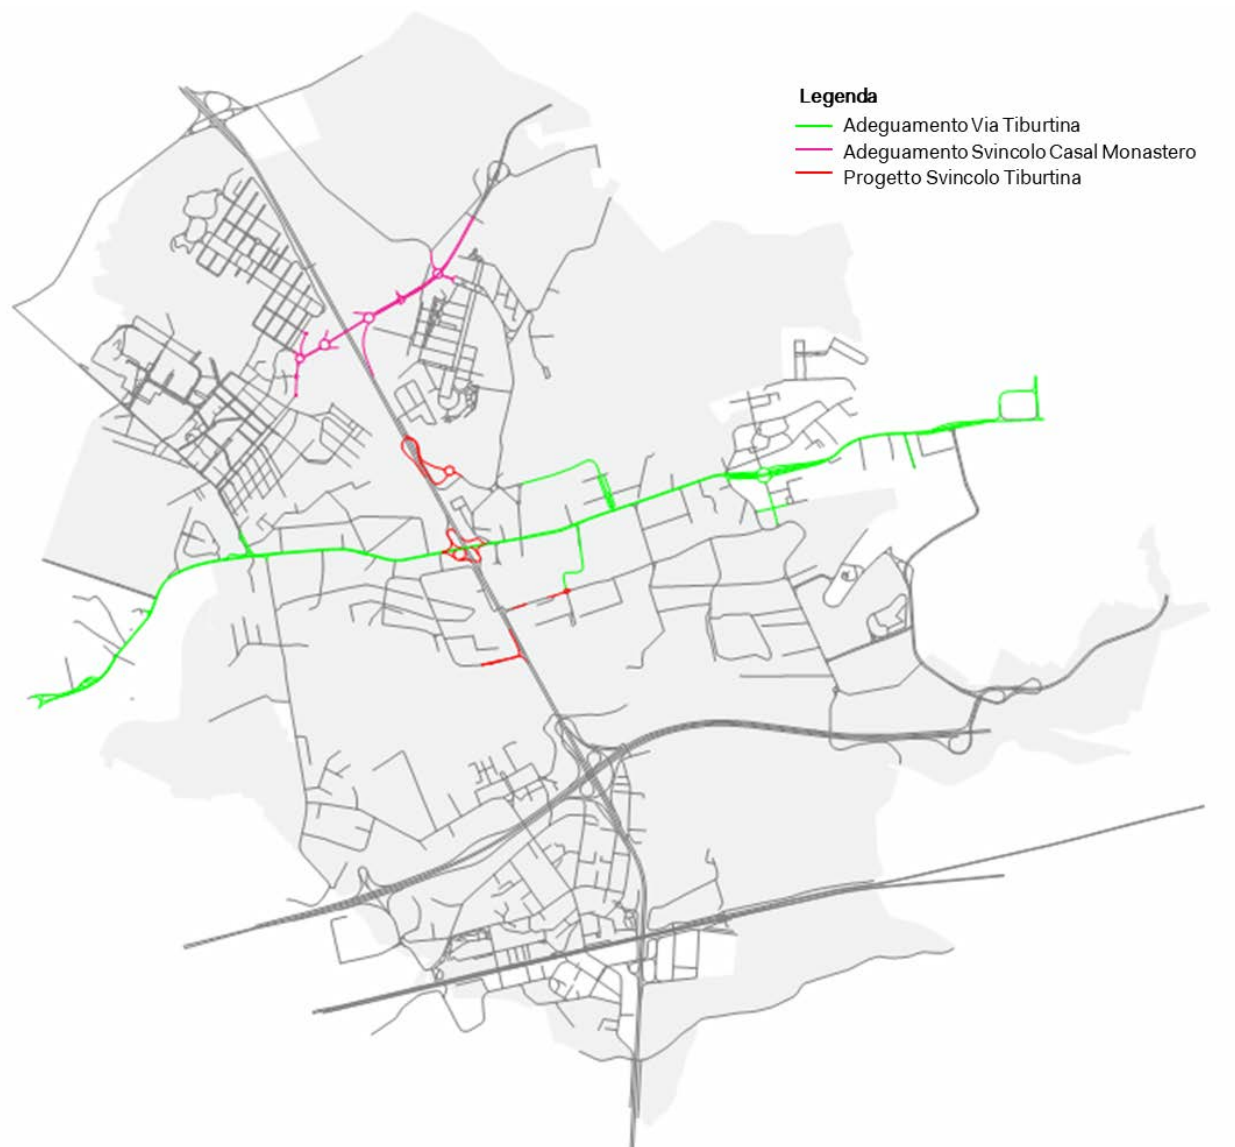 Legenda
Adeguamento Via Tiburtina
Adeguamento Svincolo Casal Monastero
Progetto Svincolo Tiburtina